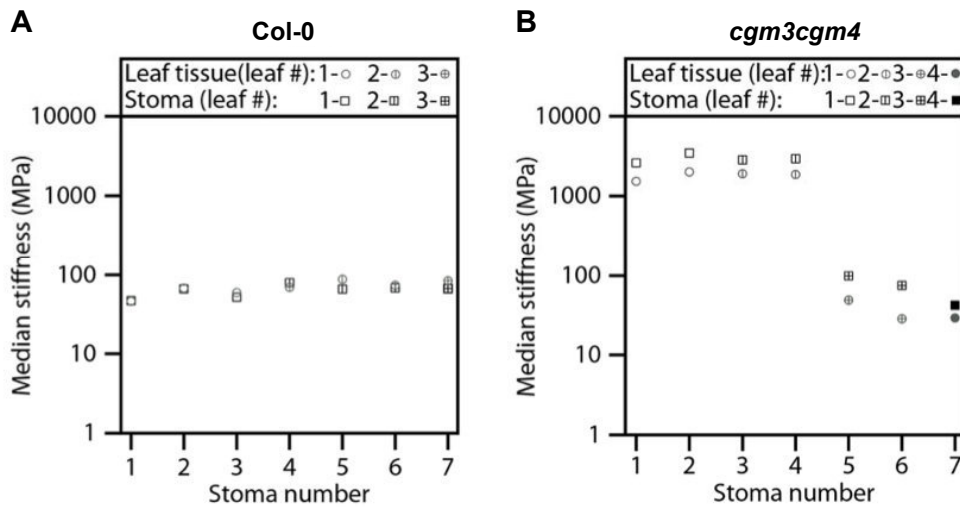 A
Col-0
Leaf tissue(leaf #): 1-○ 2-⦶ 3-⊕
Stoma (leaf #): 1-□ 2-◫ 3-⊞
10000
1000
100
10
1
Median stiffness (MPa)
1 2 3 4 5 6 7
Stoma number
B
cgm3cgm4
Leaf tissue (leaf #):1-○2-⦶3-⊕4-●
Stoma (leaf #): 1-□2-◫3-⊞4-■
10000
1000
100
10
1
Median stiffness (MPa)
1 2 3 4 5 6 7
Stoma number